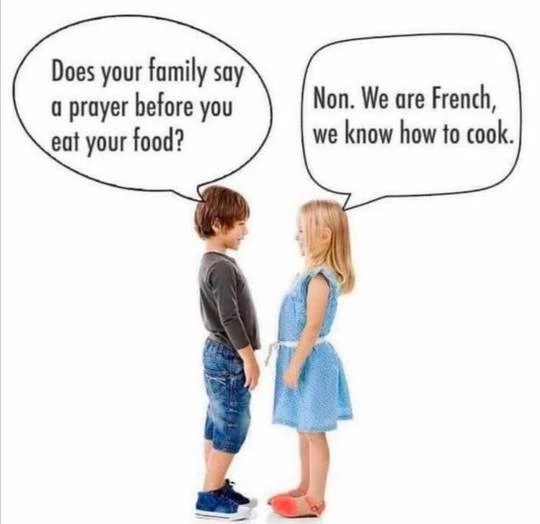 Does your family say
a prayer before you
eat your food?
Non. We are French,
we know how to cook.